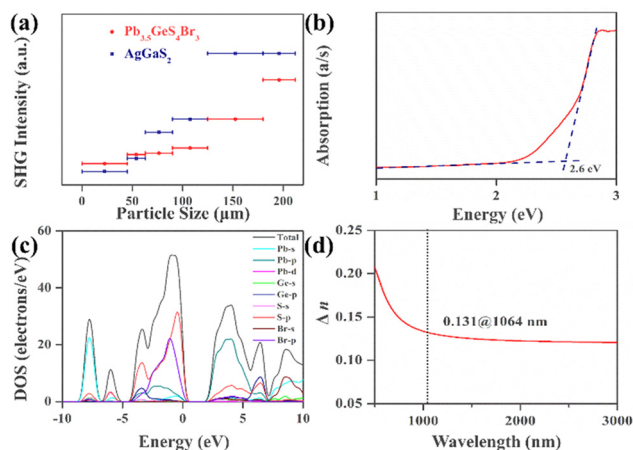 (a)
Pb3.5GeS4Br3
AgGaS2
SHG Intensity (a.u.)
0 50 100 150 200
Particle Size (µm)
(b)
Absorption (a/s)
2.6 eV
1 2 3
Energy (eV)
(c)
DOS (electrons/eV)
60
45
30
15
0
Total
Pb-s
Pb-p
Pb-d
Ge-s
Ge-p
S-s
S-p
Br-s
Br-p
-10 -5 0 5 10
Energy (eV)
(d)
Δ n
0.25
0.20
0.15
0.10
0.05
0.131@1064 nm
1000 2000 3000
Wavelength (nm)